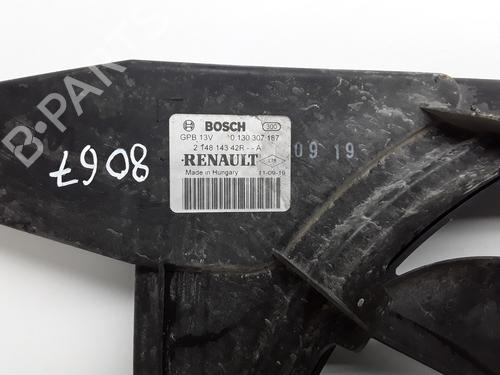 BOSCH 300
GPB 13V 0 130 307 167
2 148 143 42R - - A
RENAULT
Made in Hungary 11-09-19
09 19
8067